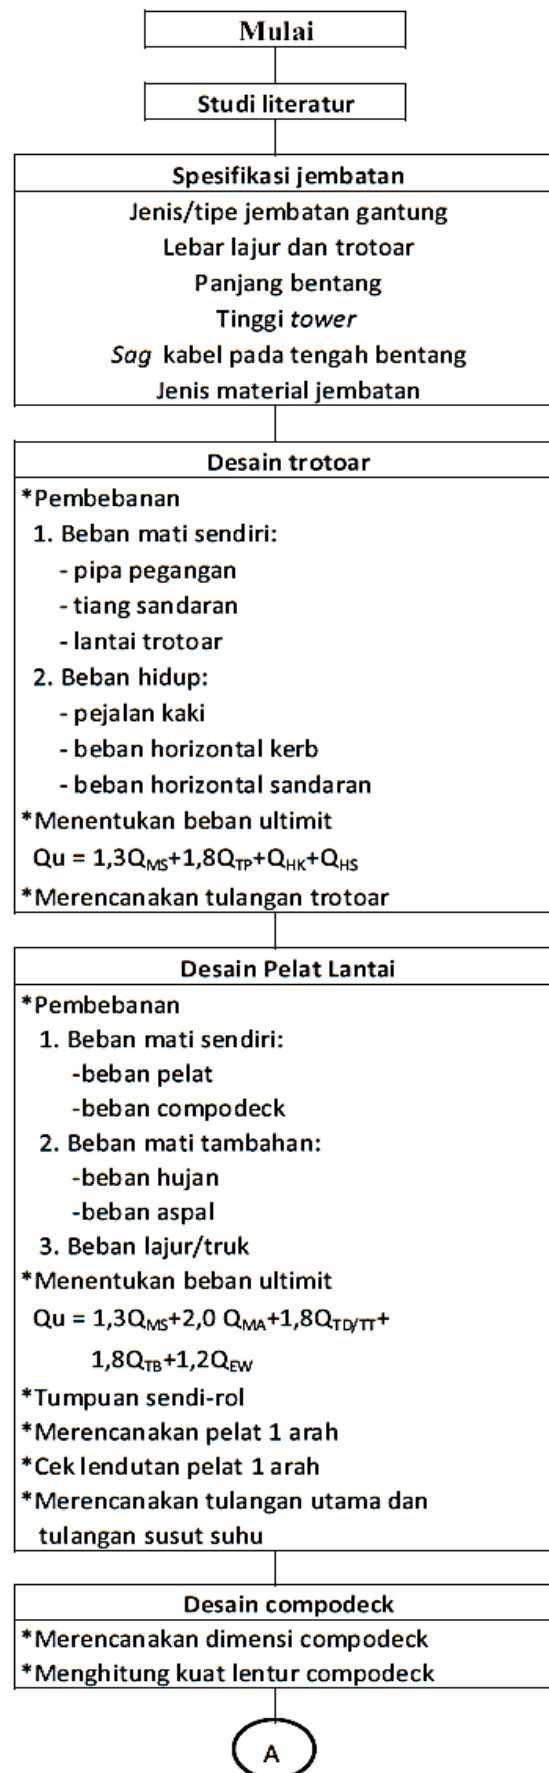 Mulai
Studi literatur
Spesifikasi jembatan
Jenis/tipe jembatan gantung
Lebar lajur dan trotoar
Panjang bentang
Tinggi tower
Sag kabel pada tengah bentang
Jenis material jembatan
Desain trotoar
*Pembebanan
1. Beban mati sendiri:
- pipa pegangan
- tiang sandaran
- lantai trotoar
2. Beban hidup:
- pejalan kaki
- beban horizontal kerb
- beban horizontal sandaran
*Menentukan beban ultimit
Qu = 1,3QMS+1,8QTP+QHK+QHS
*Merencanakan tulangan trotoar
Desain Pelat Lantai
*Pembebanan
1. Beban mati sendiri:
-beban pelat
-beban compodeck
2. Beban mati tambahan:
-beban hujan
-beban aspal
3. Beban lajur/truk
*Menentukan beban ultimit
Qu = 1,3QMS+2,0 QMA+1,8QTD/TT+
1,8QTB+1,2QEW
*Tumpuan sendi-rol
*Merencanakan pelat 1 arah
*Cek lendutan pelat 1 arah
*Merencanakan tulangan utama dan
tulangan susut suhu
Desain compodeck
*Merencanakan dimensi compodeck
*Menghitung kuat lentur compodeck
A